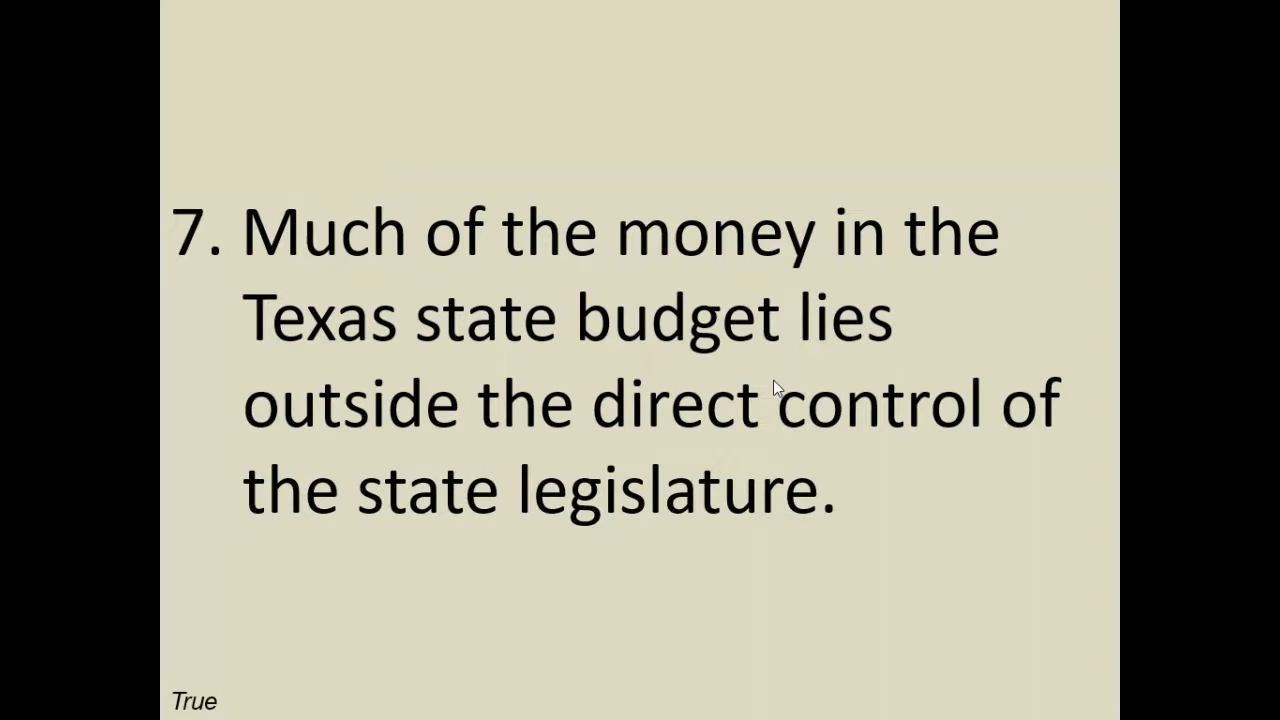 7. Much of the money in the
Texas state budget lies
outside the direct control of
the state legislature.
True